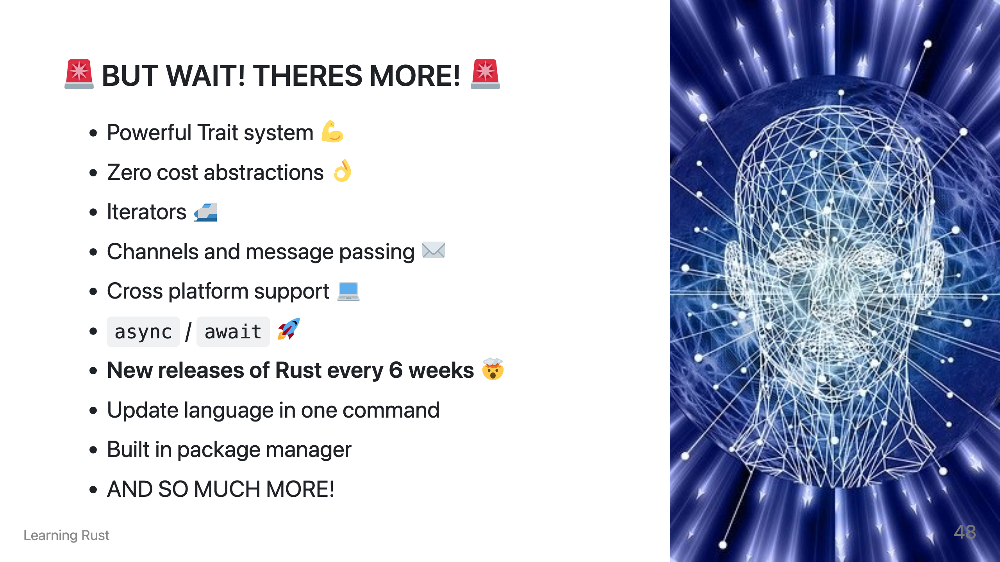 🚨 BUT WAIT! THERES MORE! 🚨
• Powerful Trait system 💪
• Zero cost abstractions 👌
• Iterators 🚅
• Channels and message passing ✉️
• Cross platform support 💻
• async / await 🚀
• New releases of Rust every 6 weeks 🤯
• Update language in one command
• Built in package manager
• AND SO MUCH MORE!
Learning Rust
48